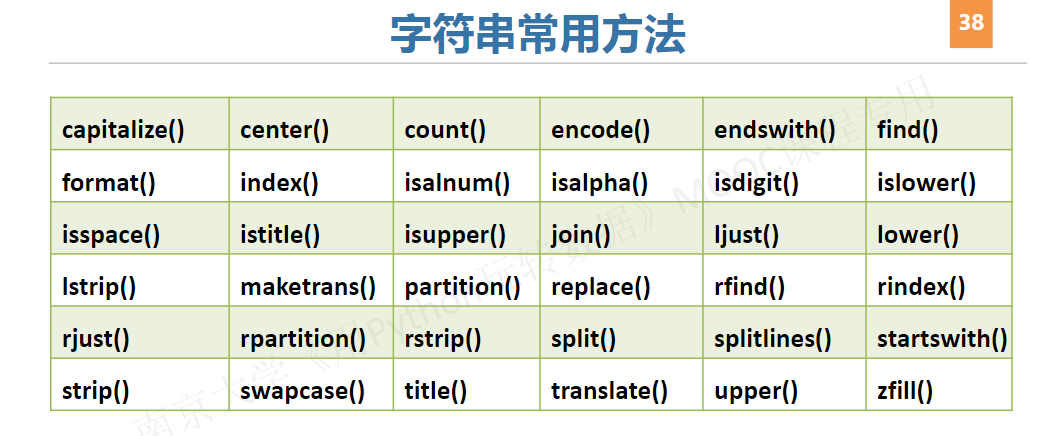 字符串常用方法
38
capitalize() center() count() encode() endswith() find()
format() index() isalnum() isalpha() isdigit() islower()
isspace() istitle() isupper() join() ljust() lower()
lstrip() maketrans() partition() replace() rfind() rindex()
rjust() rpartition() rstrip() split() splitlines() startswith()
strip() swapcase() title() translate() upper() zfill()
南京大学《用Python玩转数据》MOOC课程专用